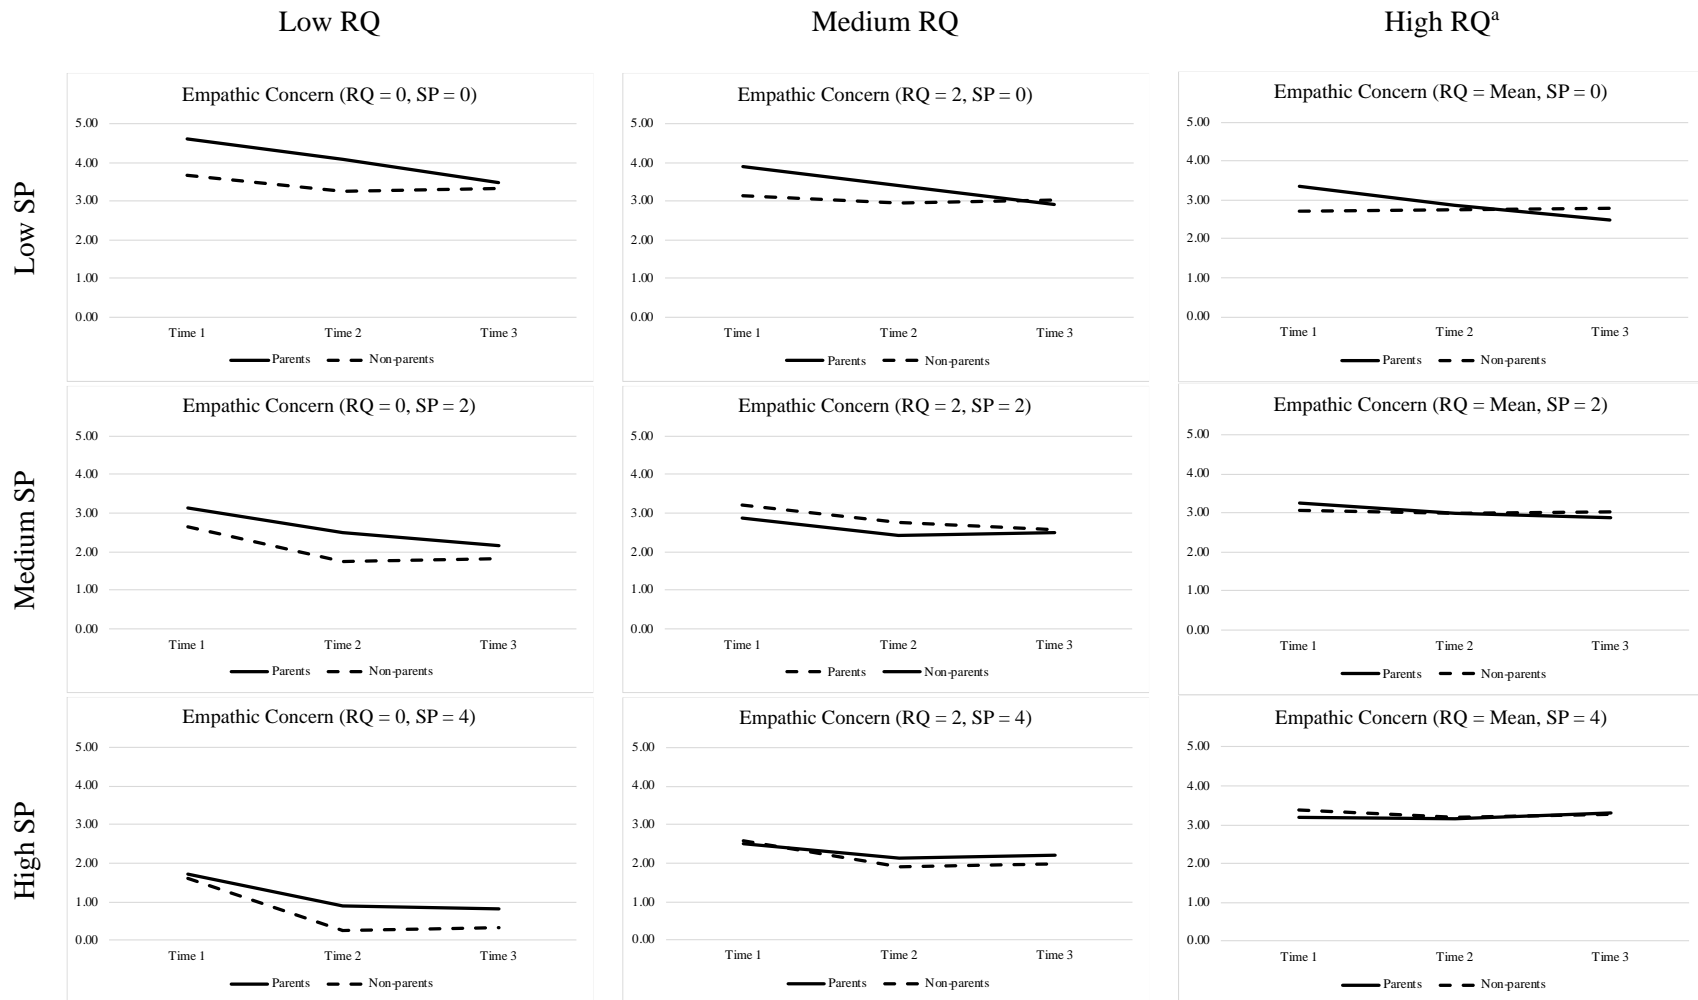 Low RQ Medium RQ High RQᵃ
Low SP
Empathic Concern (RQ = 0, SP = 0)
5.00
4.00
3.00
2.00
1.00
0.00
Time 1 Time 2 Time 3
Parents Non-parents
Empathic Concern (RQ = 2, SP = 0)
5.00
4.00
3.00
2.00
1.00
0.00
Time 1 Time 2 Time 3
Parents Non-parents
Empathic Concern (RQ = Mean, SP = 0)
5.00
4.00
3.00
2.00
1.00
0.00
Time 1 Time 2 Time 3
Parents Non-parents
Medium SP
Empathic Concern (RQ = 0, SP = 2)
5.00
4.00
3.00
2.00
1.00
0.00
Time 1 Time 2 Time 3
Parents Non-parents
Empathic Concern (RQ = 2, SP = 2)
5.00
4.00
3.00
2.00
1.00
0.00
Time 1 Time 2 Time 3
Parents Non-parents
Empathic Concern (RQ = Mean, SP = 2)
5.00
4.00
3.00
2.00
1.00
0.00
Time 1 Time 2 Time 3
Parents Non-parents
High SP
Empathic Concern (RQ = 0, SP = 4)
5.00
4.00
3.00
2.00
1.00
0.00
Time 1 Time 2 Time 3
Parents Non-parents
Empathic Concern (RQ = 2, SP = 4)
5.00
4.00
3.00
2.00
1.00
0.00
Time 1 Time 2 Time 3
Parents Non-parents
Empathic Concern (RQ = Mean, SP = 4)
5.00
4.00
3.00
2.00
1.00
0.00
Time 1 Time 2 Time 3
Parents Non-parents